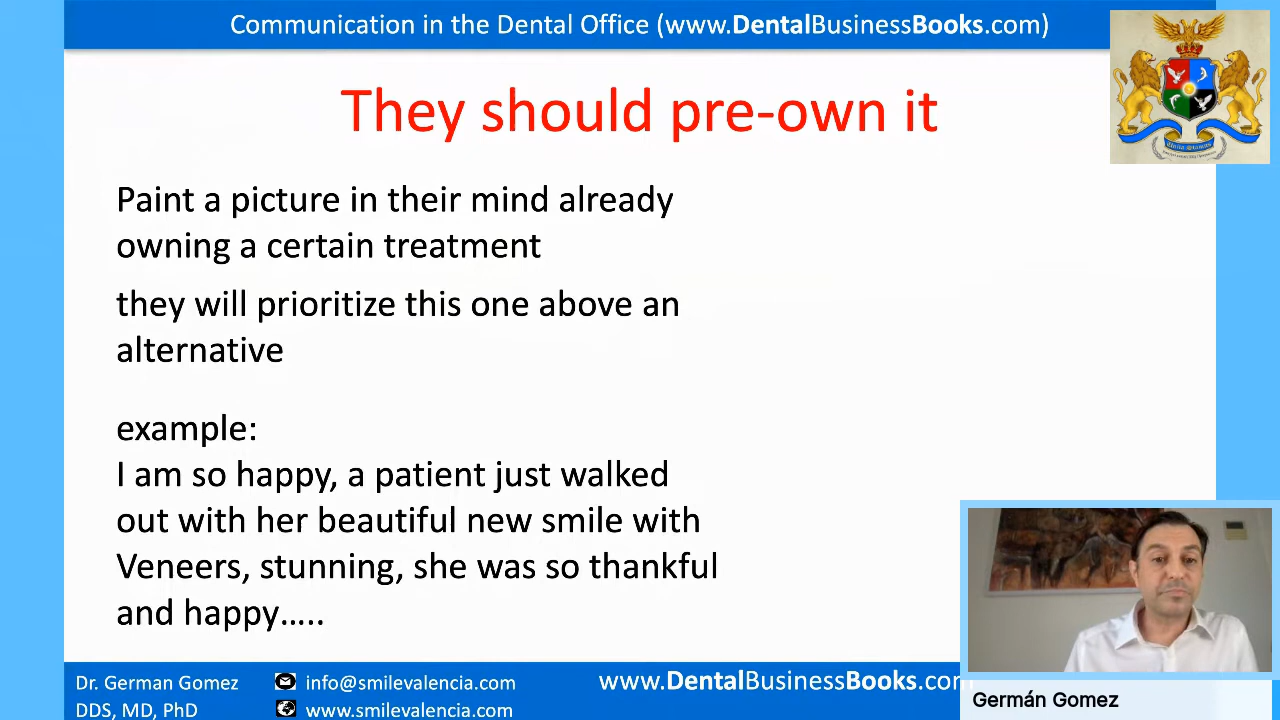 Communication in the Dental Office (www.DentalBusinessBooks.com)
They should pre-own it
Paint a picture in their mind already
owning a certain treatment
they will prioritize this one above an
alternative
example:
I am so happy, a patient just walked
out with her beautiful new smile with
Veneers, stunning, she was so thankful
and happy.....
Dr. German Gomez
DDS, MD, PhD
info@smilevalencia.com
www.smilevalencia.com
www.DentalBusinessBooks.com
Germán Gomez